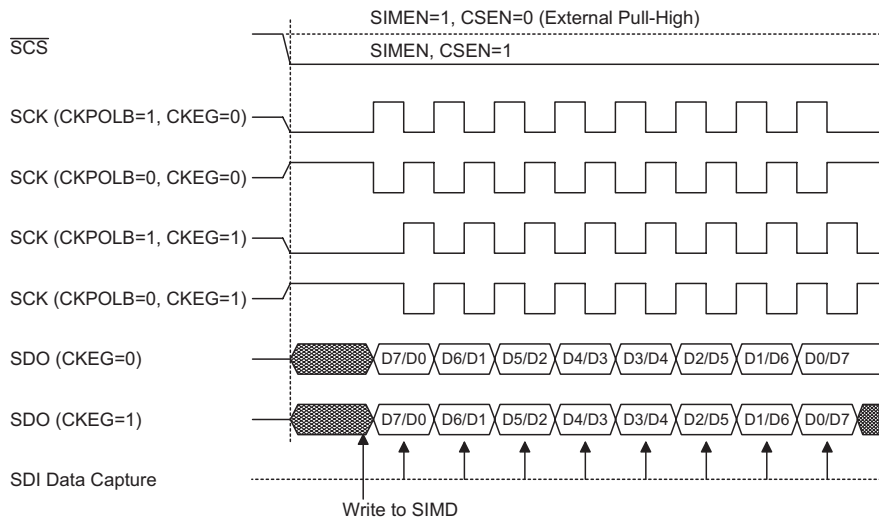 SIMEN=1, CSEN=0 (External Pull-High)
SCS
SIMEN, CSEN=1
SCK (CKPOLB=1, CKEG=0)
SCK (CKPOLB=0, CKEG=0)
SCK (CKPOLB=1, CKEG=1)
SCK (CKPOLB=0, CKEG=1)
SDO (CKEG=0) D7/D0 D6/D1 D5/D2 D4/D3 D3/D4 D2/D5 D1/D6 D0/D7
SDO (CKEG=1) D7/D0 D6/D1 D5/D2 D4/D3 D3/D4 D2/D5 D1/D6 D0/D7
SDI Data Capture
Write to SIMD